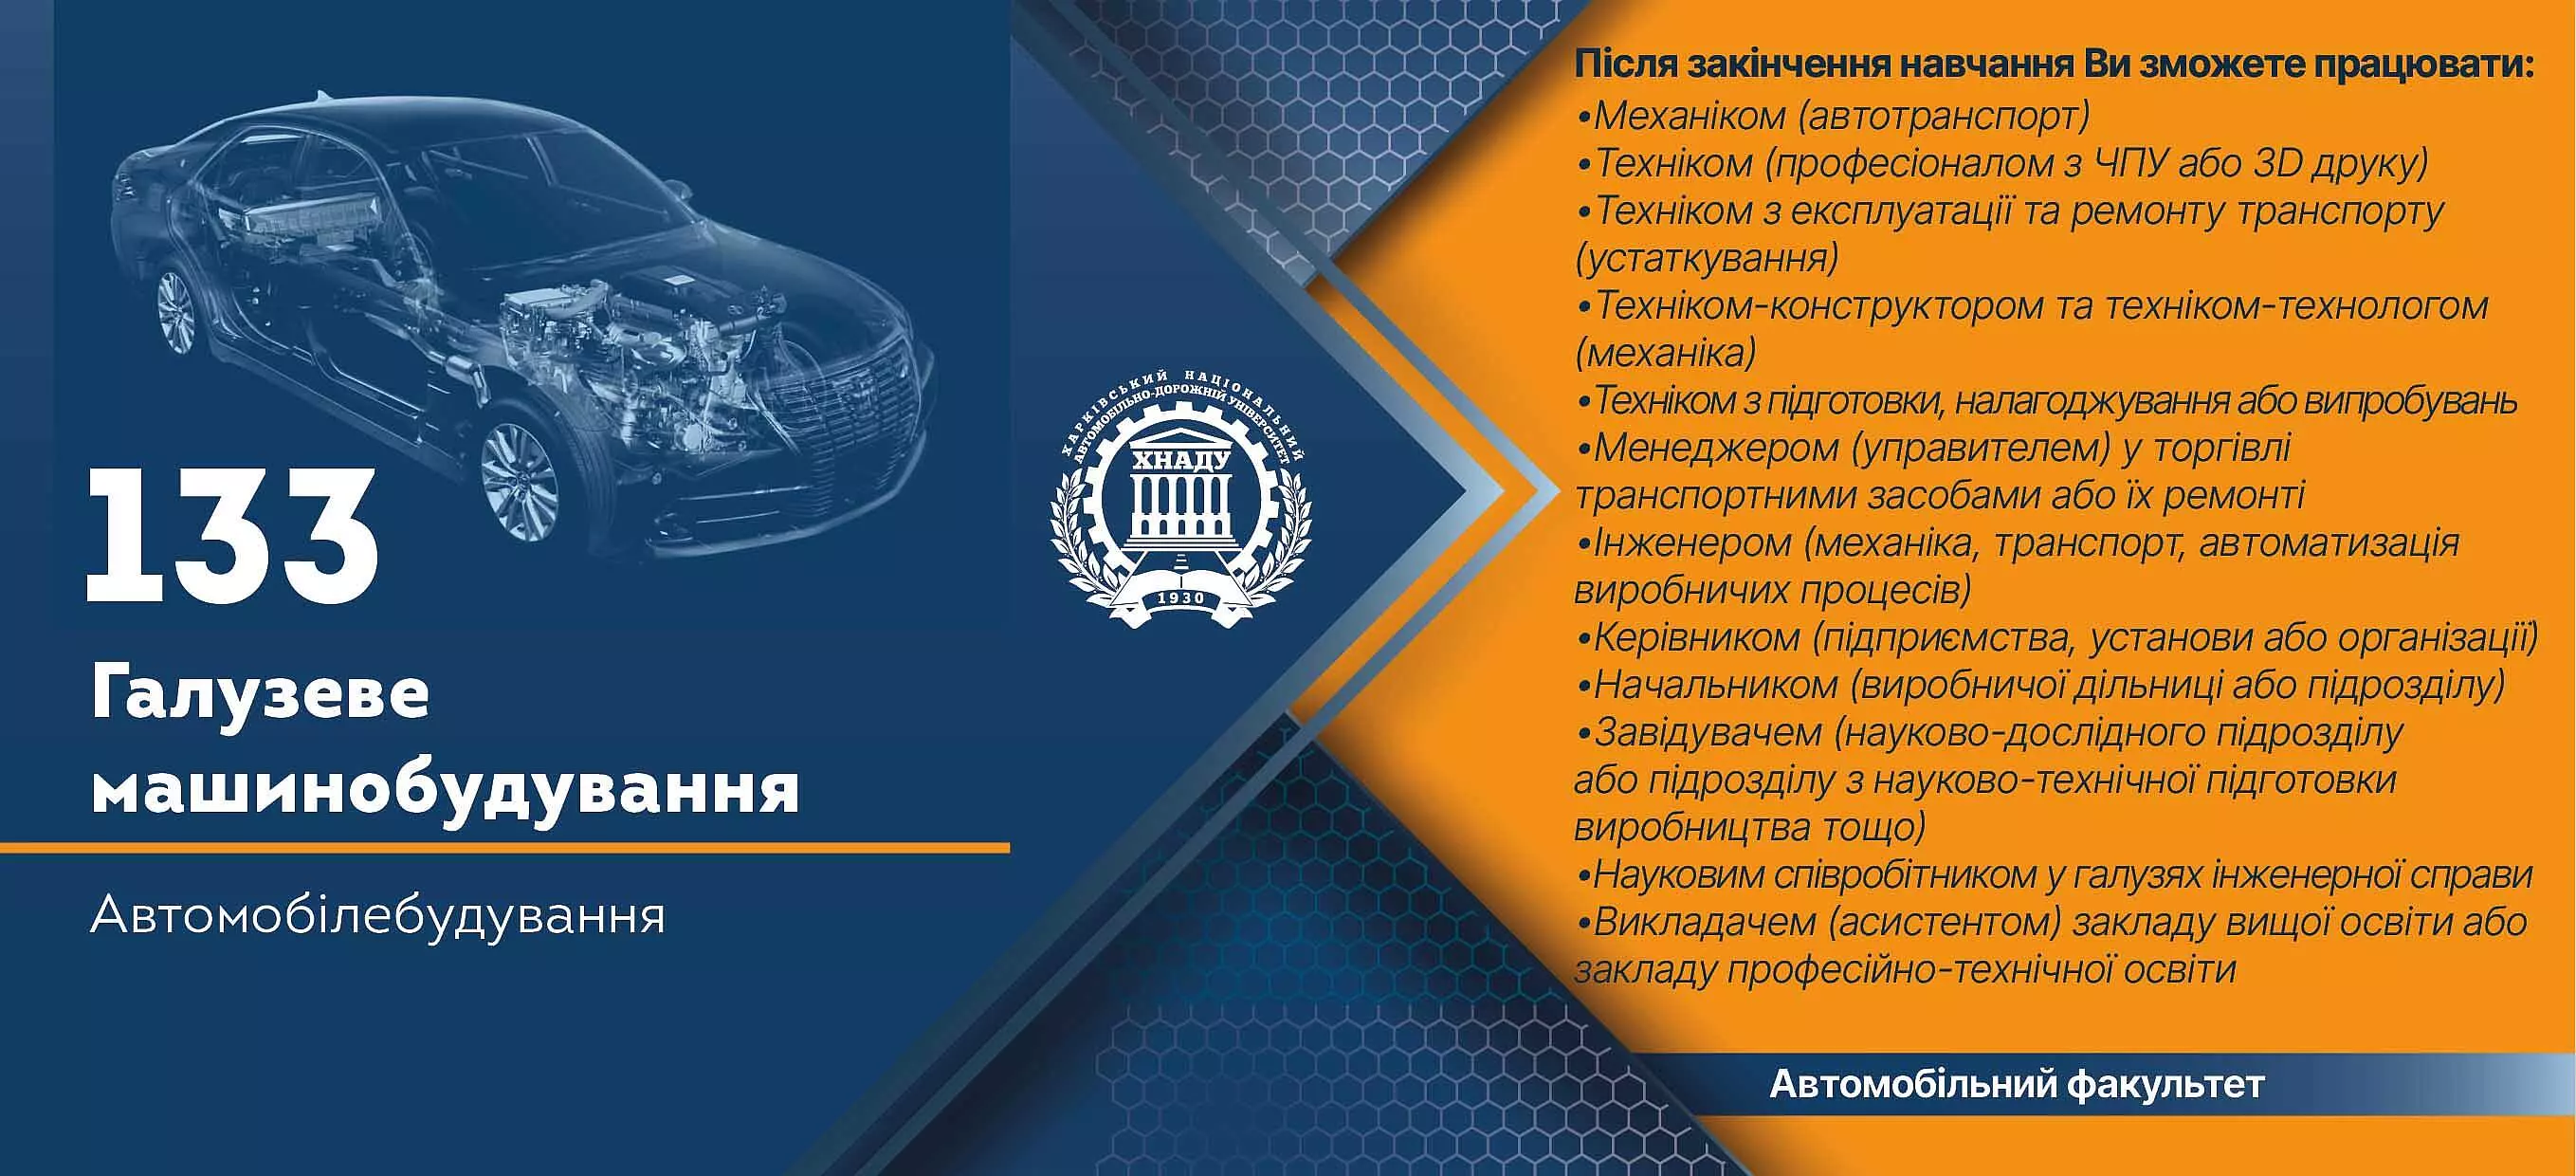 133
Галузеве
машинобудування
Автомобілебудування
ХАРКІВСЬКИЙ НАЦІОНАЛЬНИЙ
АВТОМОБІЛЬНО-ДОРОЖНІЙ УНІВЕРСИТЕТ
ХНАДУ
1930
Після закінчення навчання Ви зможете працювати:
•Механіком (автотранспорт)
•Техніком (професіоналом з ЧПУ або 3D друку)
•Техніком з експлуатації та ремонту транспорту
(устаткування)
•Техніком-конструктором та техніком-технологом
(механіка)
•Техніком з підготовки, налагоджування або випробувань
•Менеджером (управителем) у торгівлі
транспортними засобами або їх ремонті
•Інженером (механіка, транспорт, автоматизація
виробничих процесів)
•Керівником (підприємства, установи або організації)
•Начальником (виробничої дільниці або підрозділу)
•Завідувачем (науково-дослідного підрозділу
або підрозділу з науково-технічної підготовки
виробництва тощо)
•Науковим співробітником у галузях інженерної справи
•Викладачем (асистентом) закладу вищої освіти або
закладу професійно-технічної освіти
Автомобільний факультет